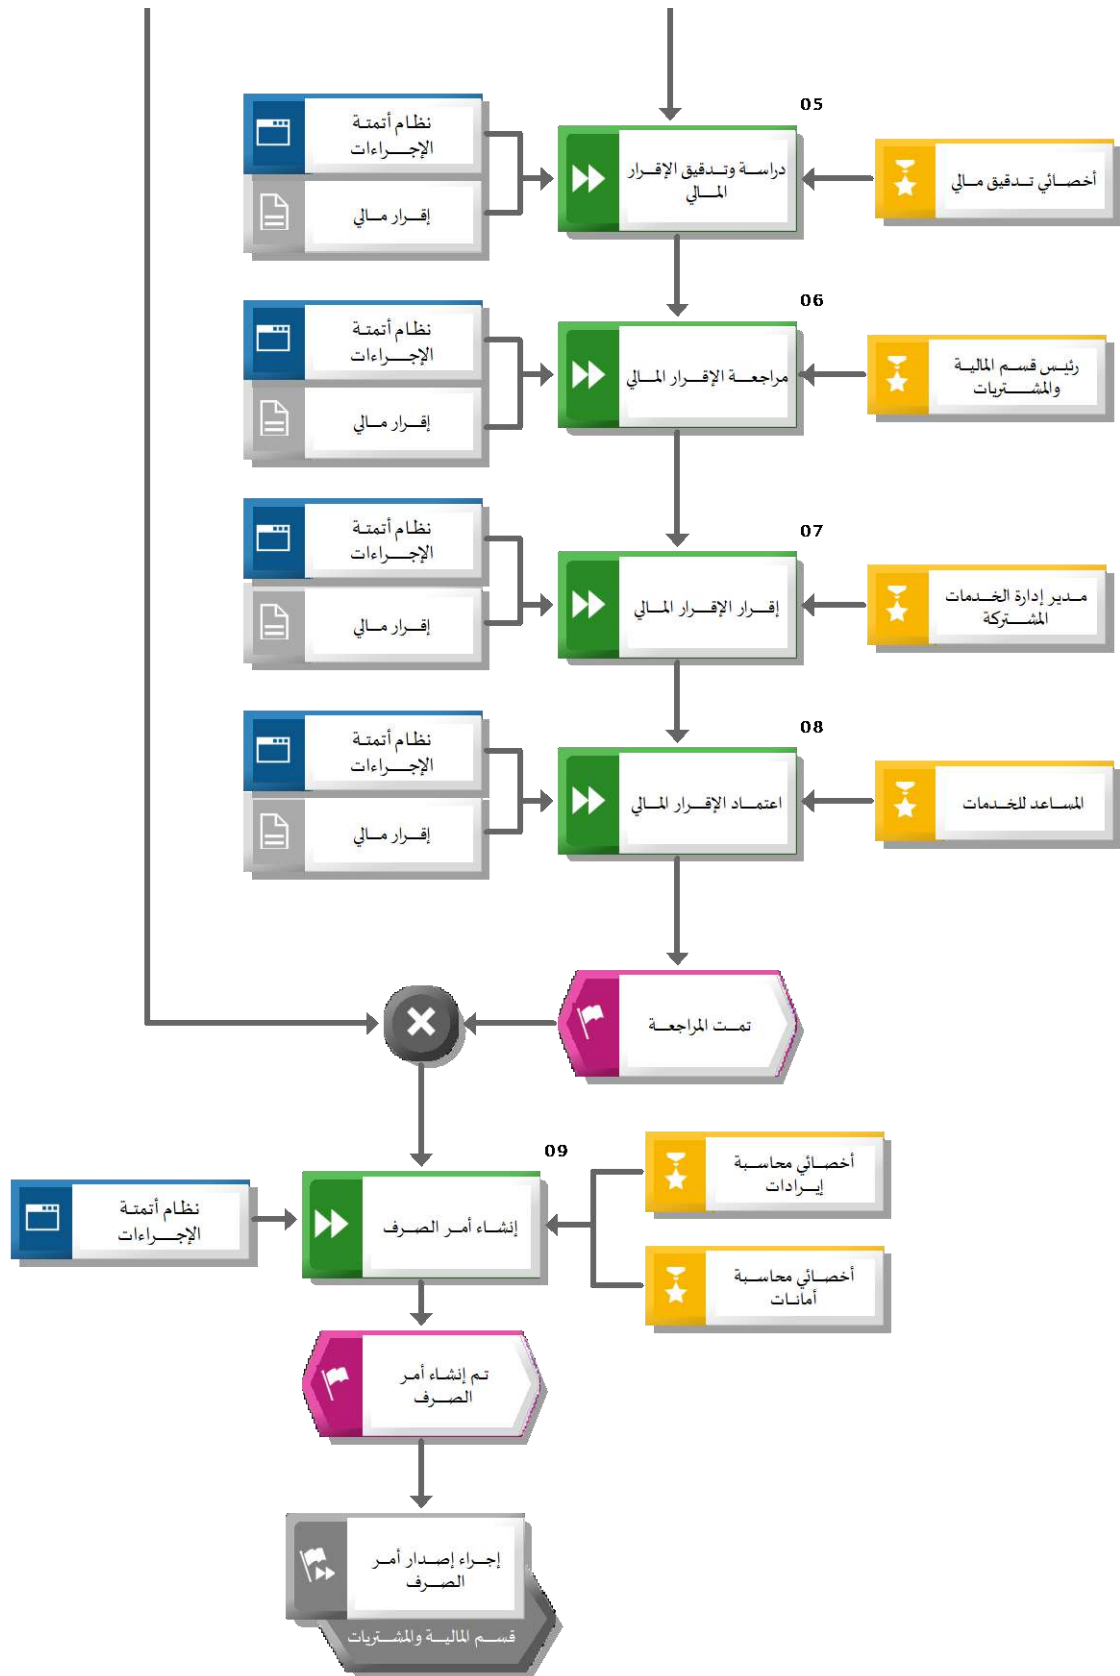 05
أخصائي تدقيق مالي
دراسة وتدقيق الإقرار
المالي
نظام أتمتة
الإجراءات
إقرار مالي
06
رئيس قسم المالية
والمشتريات
مراجعة الإقرار المالي
نظام أتمتة
الإجراءات
إقرار مالي
07
مدير إدارة الخدمات
المشتركة
إقرار الإقرار المالي
نظام أتمتة
الإجراءات
إقرار مالي
08
المساعد للخدمات
اعتماد الإقرار المالي
نظام أتمتة
الإجراءات
إقرار مالي
تمت المراجعة
09
أخصائي محاسبة
إيرادات
أخصائي محاسبة
أمانات
إنشاء أمر الصرف
نظام أتمتة
الإجراءات
تم إنشاء أمر
الصرف
إجراء إصدار أمر
الصرف
قسم المالية والمشتريات